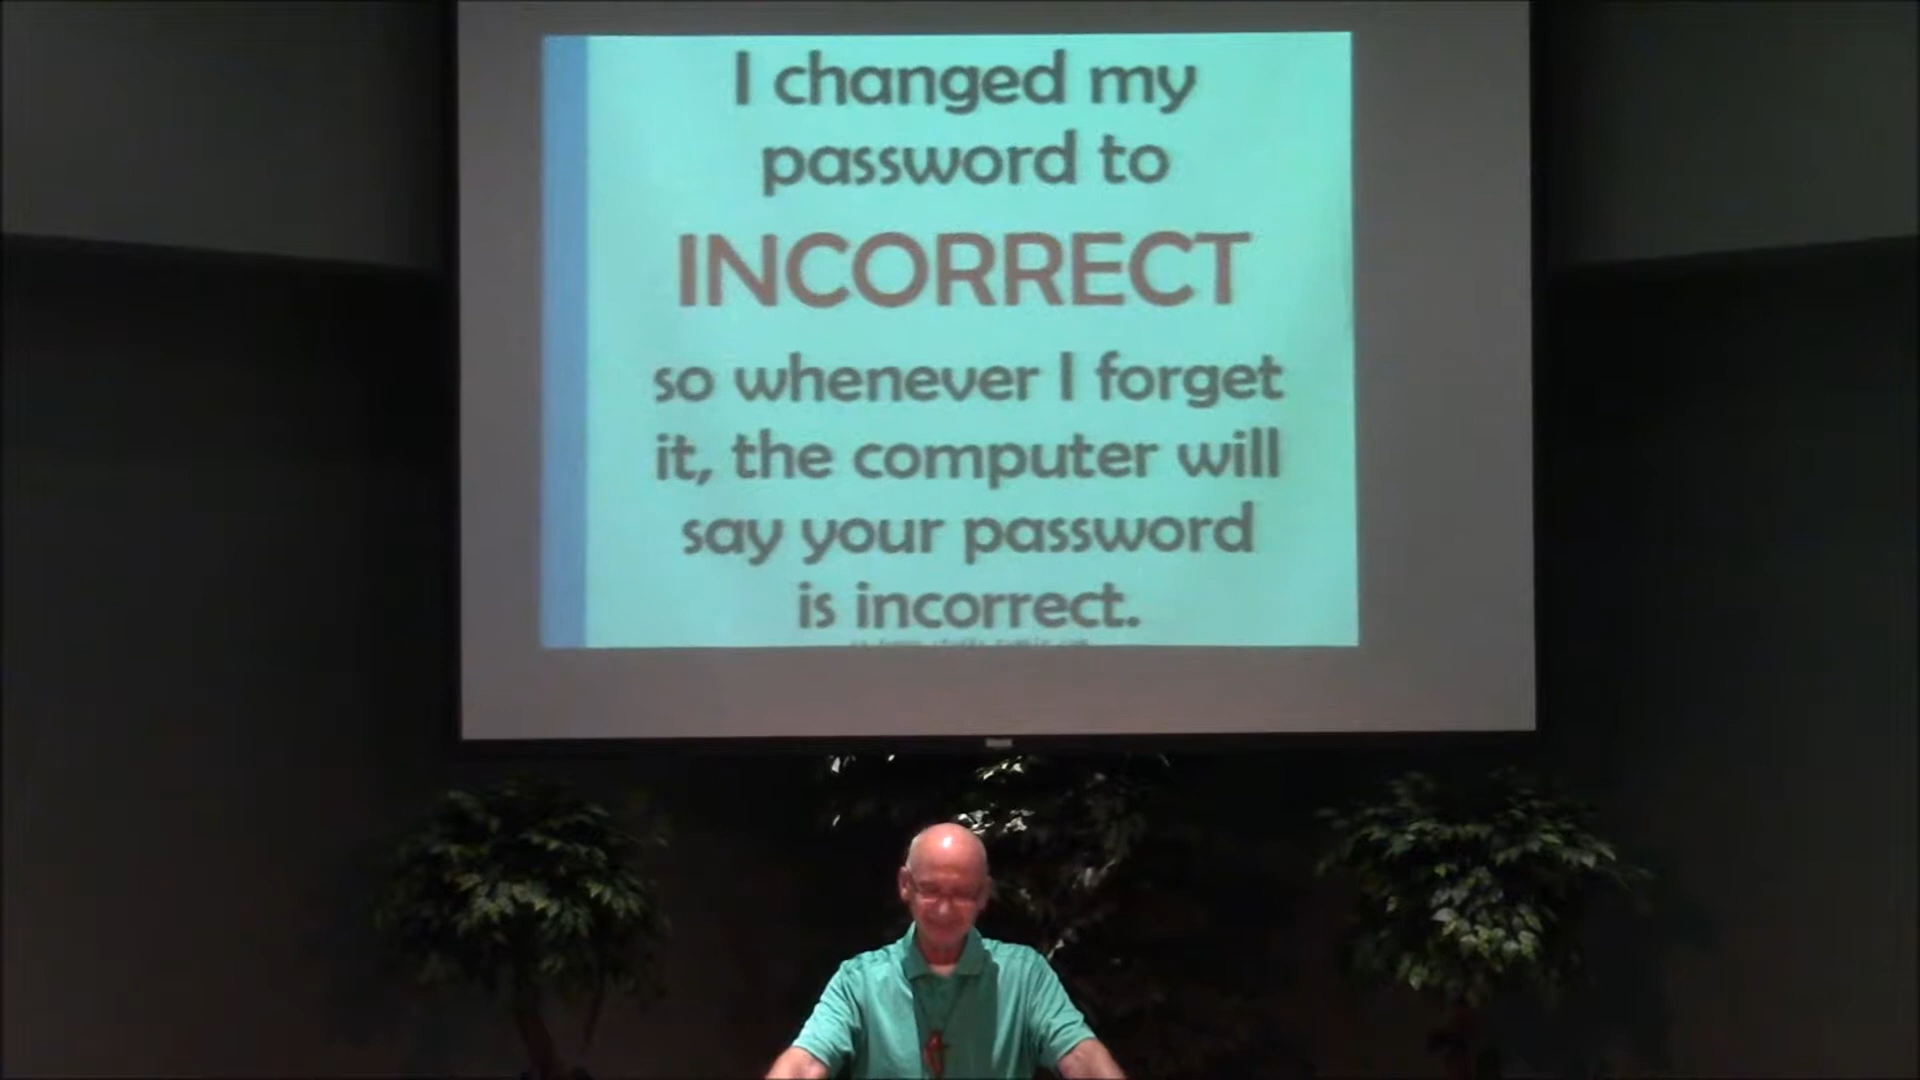 I changed my
password to
INCORRECT
so whenever I forget
it, the computer will
say your password
is incorrect.